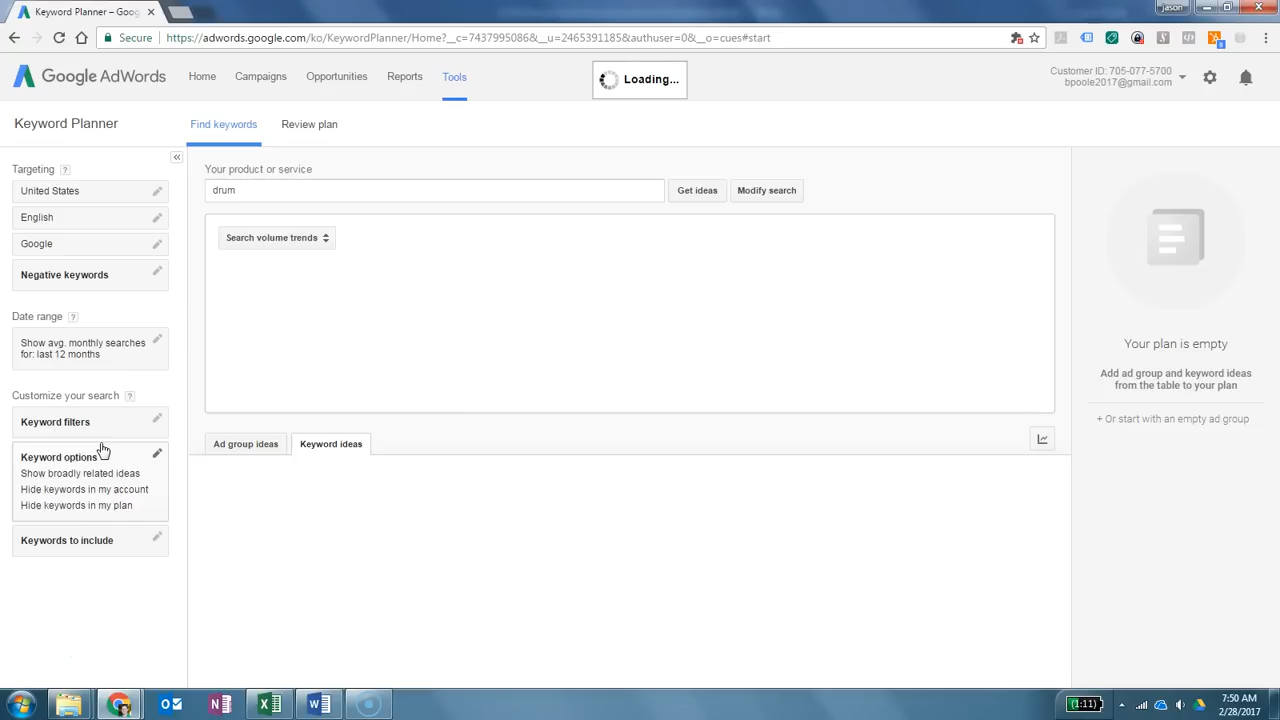 Keyword Planner – Goog
jason
Secure
https://adwords.google.com/ko/KeywordPlanner/Home?__c=7437995086&__u=2465391185&authuser=0&__o=cues#start
Google AdWords
Home
Campaigns
Opportunities
Reports
Tools
Loading...
Customer ID: 705-077-5700
bpoole2017@gmail.com
Keyword Planner
Find keywords
Review plan
Targeting ?
United States
English
Google
Negative keywords
Date range ?
Show avg. monthly searches
for: last 12 months
Customize your search ?
Keyword filters
Keyword options
Show broadly related ideas
Hide keywords in my account
Hide keywords in my plan
Keywords to include
Your product or service
drum
Get ideas
Modify search
Search volume trends
Ad group ideas
Keyword ideas
Your plan is empty
Add ad group and keyword ideas
from the table to your plan
+ Or start with an empty ad group
(1:11)
7:50 AM
2/28/2017